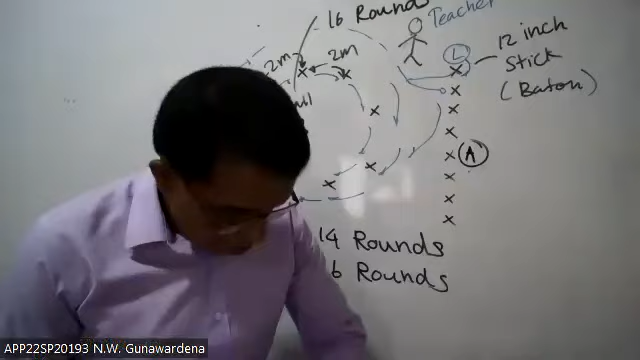 16 Rounds
Teacher
2m
2m
L
12 inch
Stick
(Baton)
A
14 Rounds
6 Rounds
APP22SP20193 N.W. Gunawardena